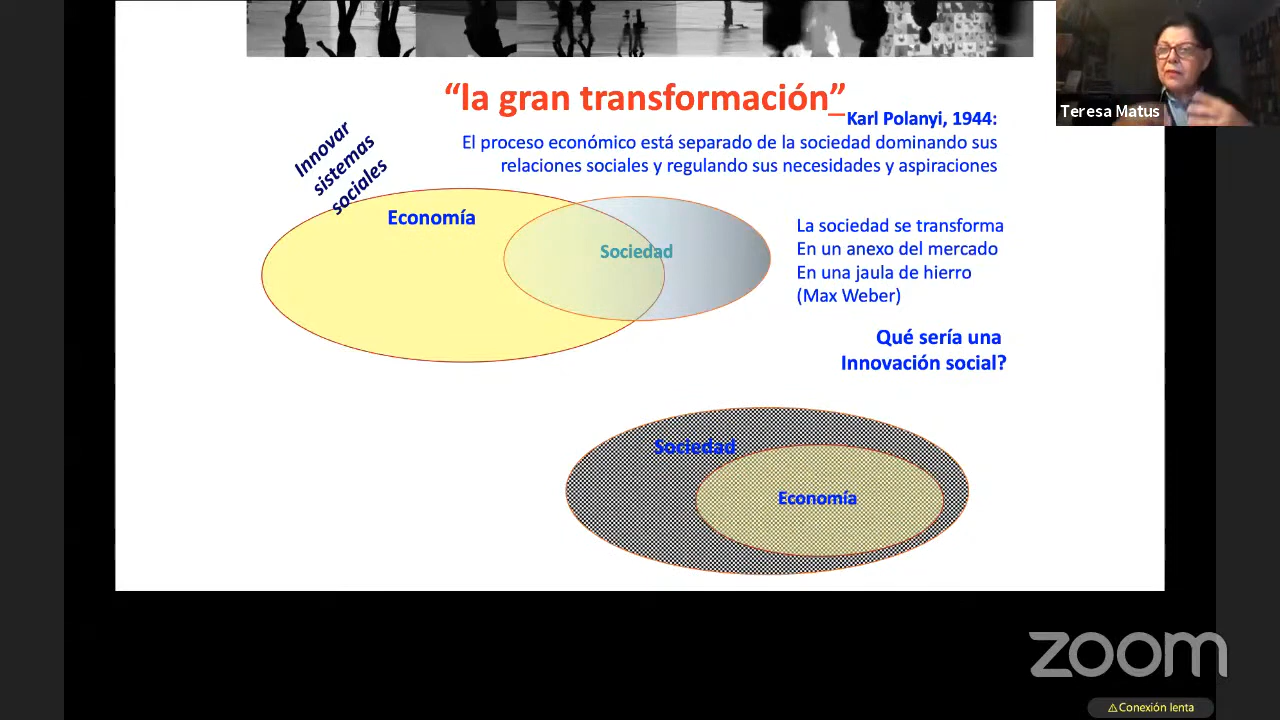 “la gran transformación”
Karl Polanyi, 1944:
El proceso económico está separado de la sociedad dominando sus
relaciones sociales y regulando sus necesidades y aspiraciones
Innovar
sistemas
sociales
Economía
Sociedad
La sociedad se transforma
En un anexo del mercado
En una jaula de hierro
(Max Weber)
Qué sería una
Innovación social?
Sociedad
Economía
Teresa Matus
zoom
Conexión lenta